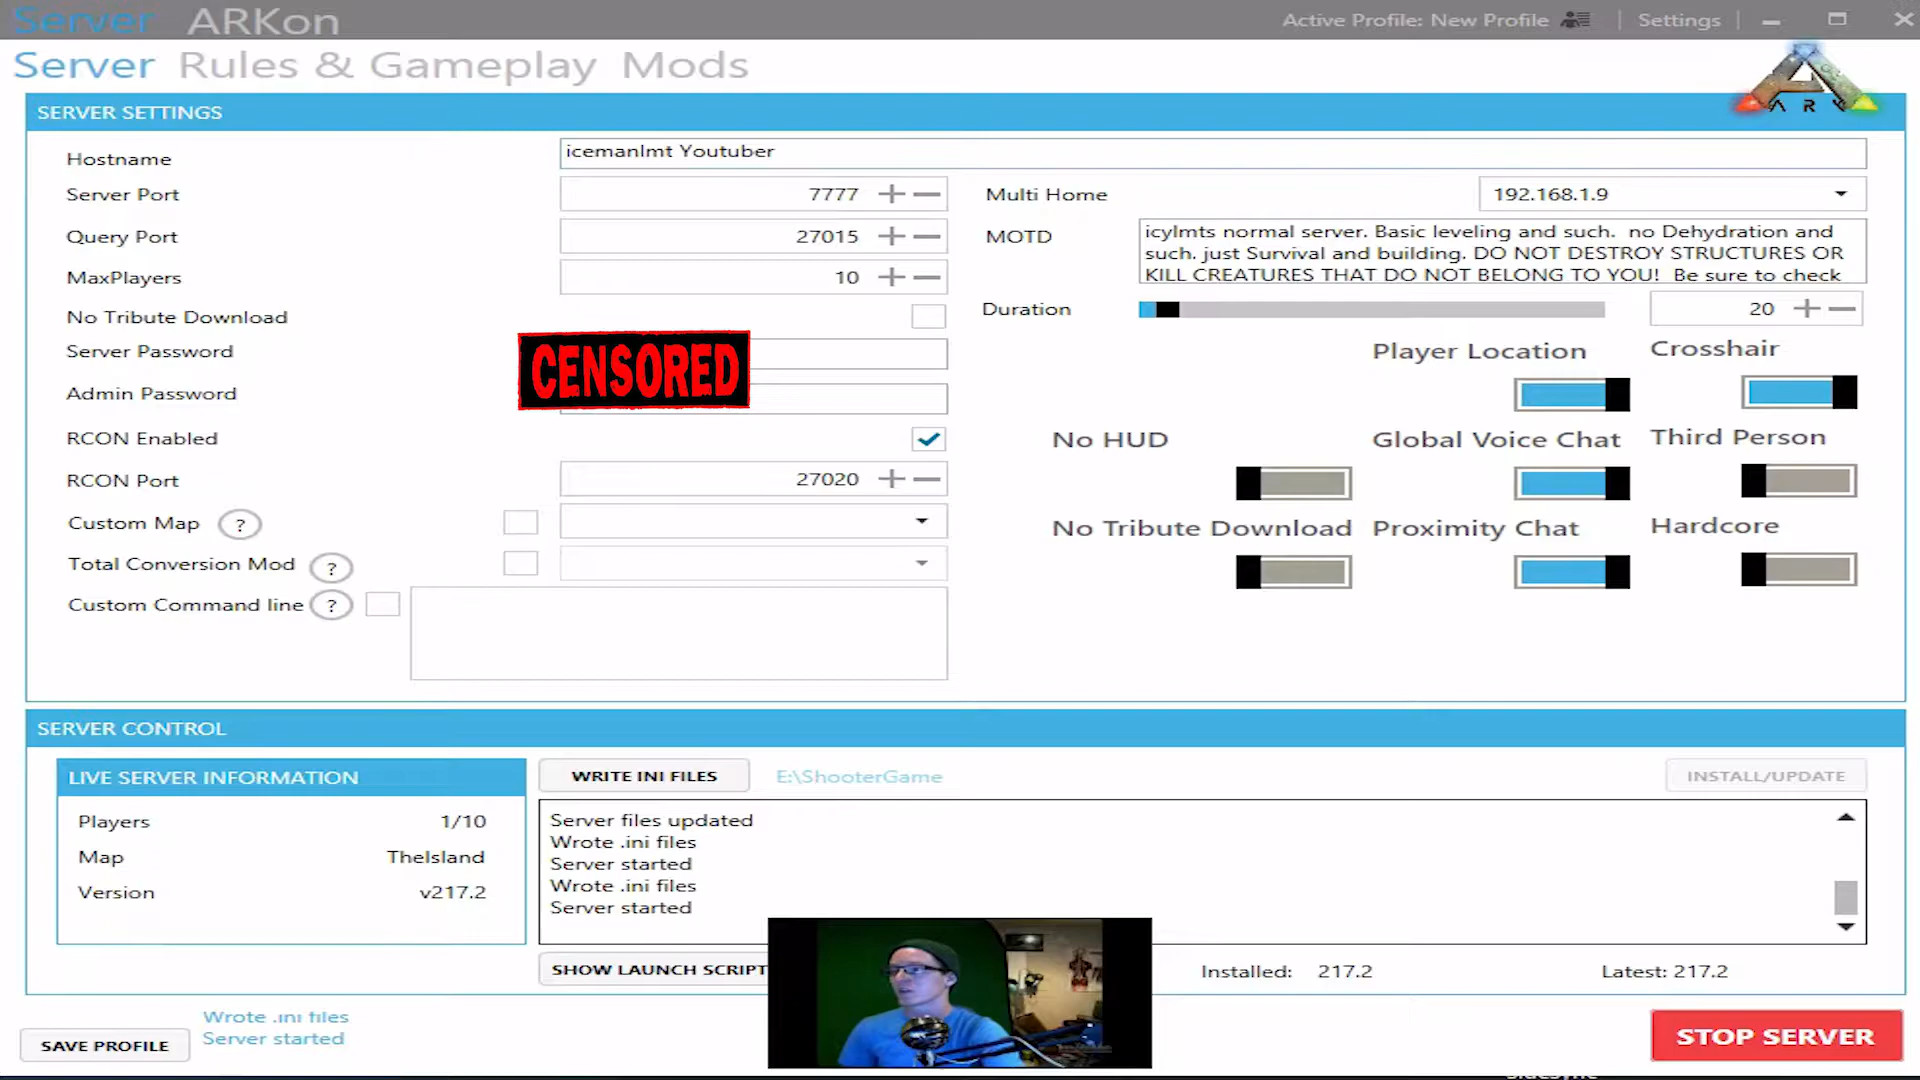 Server ARKon
Active Profile: New Profile
Settings
Server Rules & Gameplay Mods
ARK
SERVER SETTINGS
Hostname
icemanlmt Youtuber
Server Port
7777
Multi Home
192.168.1.9
Query Port
27015
MOTD
icylmts normal server. Basic leveling and such. no Dehydration and
such. just Survival and building. DO NOT DESTROY STRUCTURES OR
KILL CREATURES THAT DO NOT BELONG TO YOU! Be sure to check
MaxPlayers
10
No Tribute Download
Duration
20
Server Password
CENSORED
Admin Password
Player Location
Crosshair
RCON Enabled
No HUD
Global Voice Chat
Third Person
RCON Port
27020
Custom Map ?
No Tribute Download
Proximity Chat
Hardcore
Total Conversion Mod ?
Custom Command line ?
SERVER CONTROL
LIVE SERVER INFORMATION
Players 1/10
Map TheIsland
Version v217.2
WRITE INI FILES
E:\ShooterGame
INSTALL/UPDATE
Server files updated
Wrote .ini files
Server started
Wrote .ini files
Server started
SHOW LAUNCH SCRIPT
Installed: 217.2
Latest: 217.2
SAVE PROFILE
Wrote .ini files
Server started
STOP SERVER